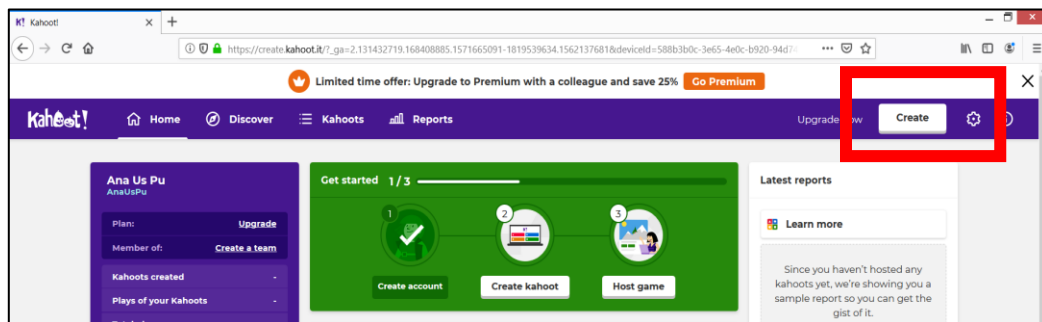 K! Kahoot!
https://create.kahoot.it/?_ga=2.131432719.168408885.1571665091-1819539634.1562137681&deviceId=588b3b0c-3e65-4e0c-b920-94d7
Limited time offer: Upgrade to Premium with a colleague and save 25% Go Premium
Kahoot! Home Discover Kahoots Reports Upgrade now Create
Ana Us Pu
AnaUsPu
Plan: Upgrade
Member of: Create a team
Kahoots created -
Plays of your Kahoots -
Get started 1/3
1 2 3
Create account Create kahoot Host game
Latest reports
Learn more
Since you haven't hosted any
kahoots yet, we're showing you a
sample report so you can get the
gist of it.